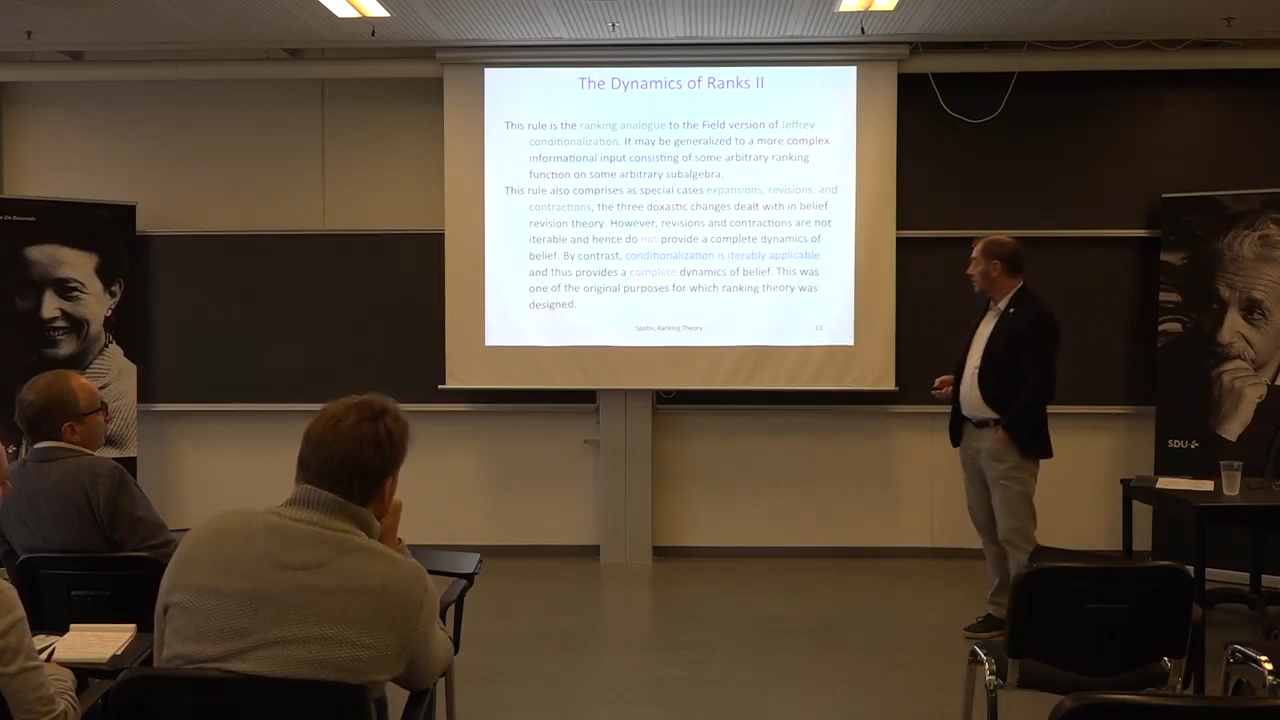 The Dynamics of Ranks II
This rule is the ranking analogue to the Field version of Jeffrey
conditionalization. It may be generalized to a more complex
informational input consisting of some arbitrary ranking
function on some arbitrary subalgebra.
This rule also comprises as special cases expansions, revisions, and
contractions, the three doxastic changes dealt with in belief
revision theory. However, revisions and contractions are not
iterable and hence do not provide a complete dynamics of
belief. By contrast, conditionalization is iterably applicable
and thus provides a complete dynamics of belief. This was
one of the original purposes for which ranking theory was
designed.
Spohn, Ranking Theory
11
De Beauvoir
SDU